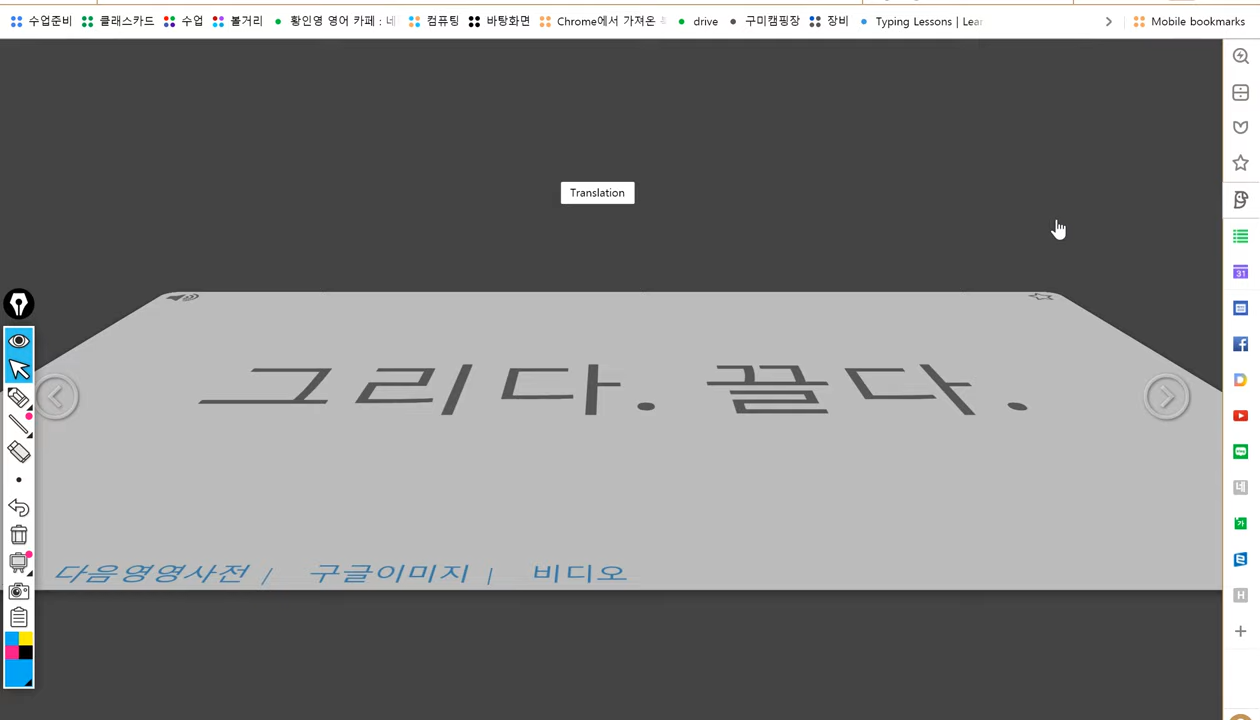 수업준비 클래스카드 수업 볼거리 황인영 영어 카페 : 네 컴퓨팅 바탕화면 Chrome에서 가져온 drive 구미캠핑장 장비 Typing Lessons | Lear Mobile bookmarks
Translation
31
그리다. 끌다.
다음영영사전 / 구글이미지 | 비디오